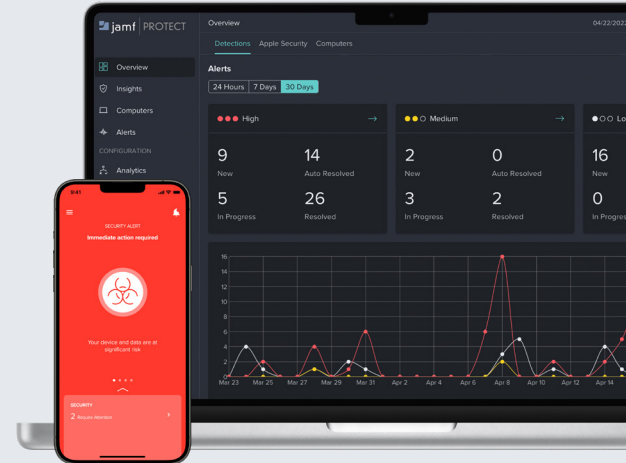 jamf PROTECT
Overview
04/22/2022
Detections Apple Security Computers
Overview
Insights
Computers
Alerts
CONFIGURATION
Analytics
Alerts
24 Hours 7 Days 30 Days
High
Medium
9 14
New Auto Resolved
5 26
In Progress Resolved
2 0
New Auto Resolved
3 2
In Progress Resolved
16
New
0
16
14
12
10
8
6
4
2
0
Mar 23 Mar 25 Mar 27 Mar 29 Mar 31 Apr 2 Apr 4 Apr 6 Apr 8 Apr 10 Apr 12 Apr 14
9:41
SECURITY ALERT
Immediate action required
Your device and data are at
significant risk
SECURITY
2 Require Attention